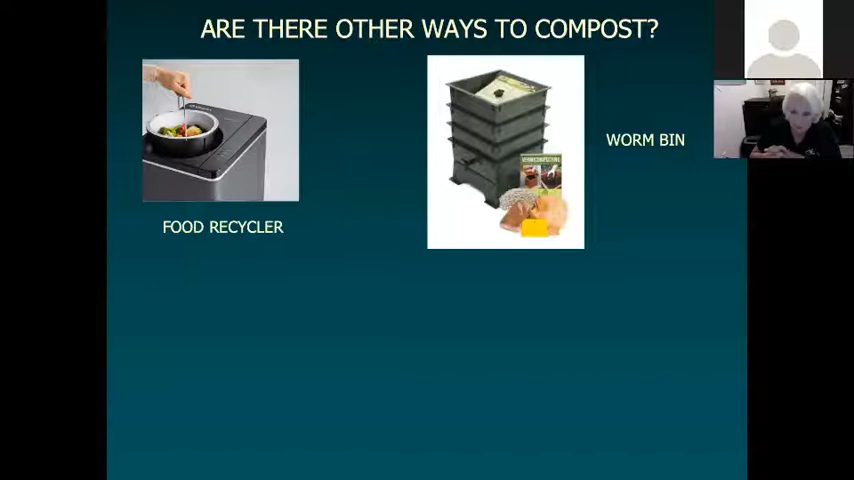 ARE THERE OTHER WAYS TO COMPOST?
WORM BIN
FOOD RECYCLER